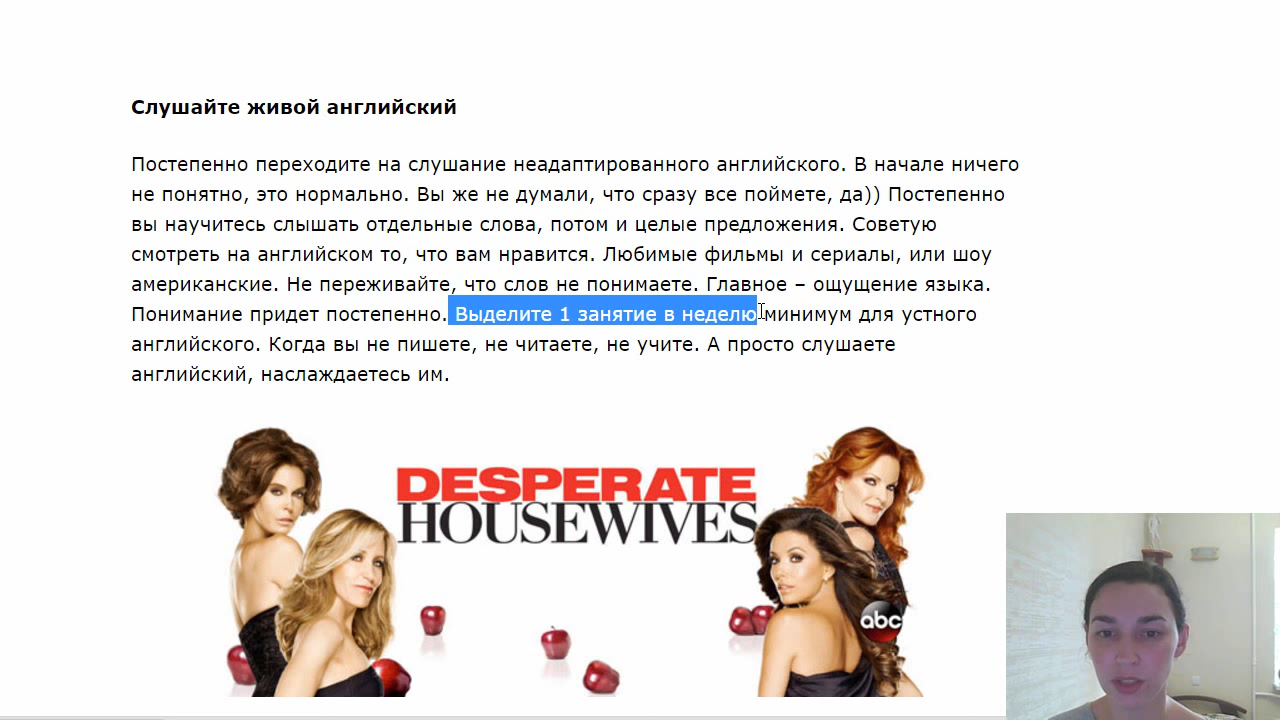 Слушайте живой английский
Постепенно переходите на слушание неадаптированного английского. В начале ничего
не понятно, это нормально. Вы же не думали, что сразу все поймете, да)) Постепенно
вы научитесь слышать отдельные слова, потом и целые предложения. Советую
смотреть на английском то, что вам нравится. Любимые фильмы и сериалы, или шоу
американские. Не переживайте, что слов не понимаете. Главное – ощущение языка.
Понимание придет постепенно. Выделите 1 занятие в неделю минимум для устного
английского. Когда вы не пишете, не читаете, не учите. А просто слушаете
английский, наслаждаетесь им.
DESPERATE
HOUSEWIVES
abc